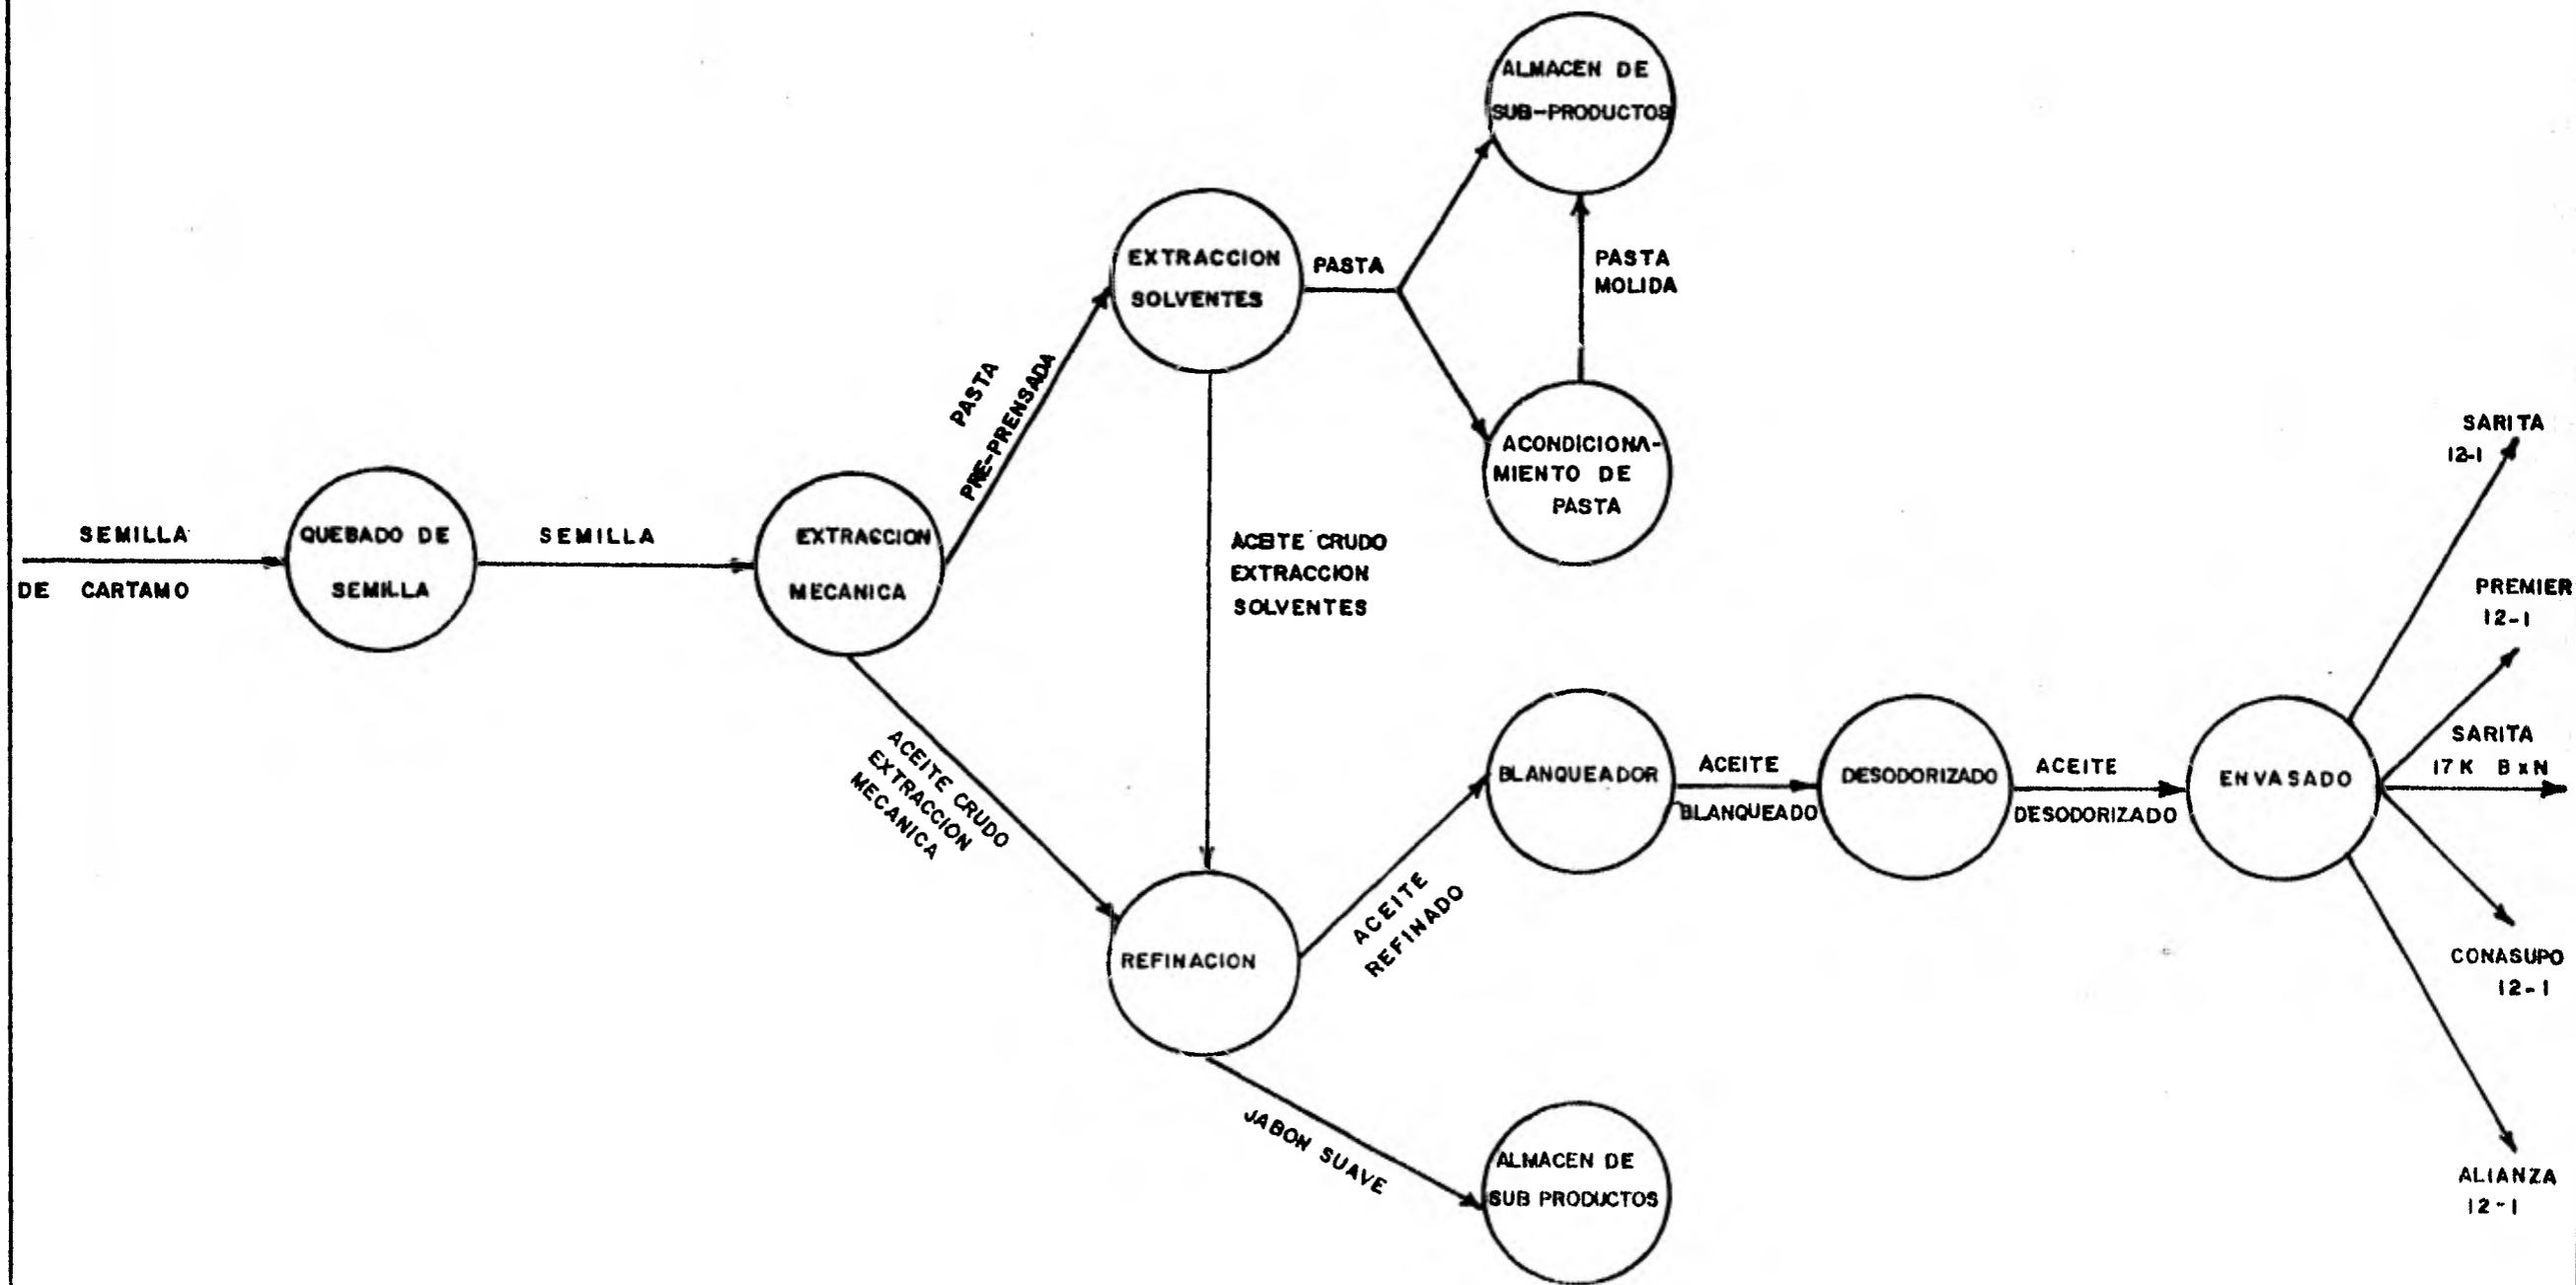 SEMILLA
DE CARTAMO
QUEBADO DE
SEMILLA
SEMILLA
EXTRACCION
MECANICA
PASTA
PRE-PRENSADA
EXTRACCION
SOLVENTES
PASTA
ALMACEN DE
SUB-PRODUCTOS
PASTA
MOLIDA
ACONDICIONA-
MIENTO DE
PASTA
ACEITE CRUDO
EXTRACCION
SOLVENTES
ACEITE CRUDO
EXTRACCION
MECANICA
REFINACION
ACEITE
REFINADO
JABON SUAVE
ALMACEN DE
SUB PRODUCTOS
BLANQUEADOR
ACEITE
BLANQUEADO
DESODORIZADO
ACEITE
DESODORIZADO
ENVASADO
SARITA
12-1
PREMIER
12-1
SARITA
17K B x N
CONASUPO
12-1
ALIANZA
12-1